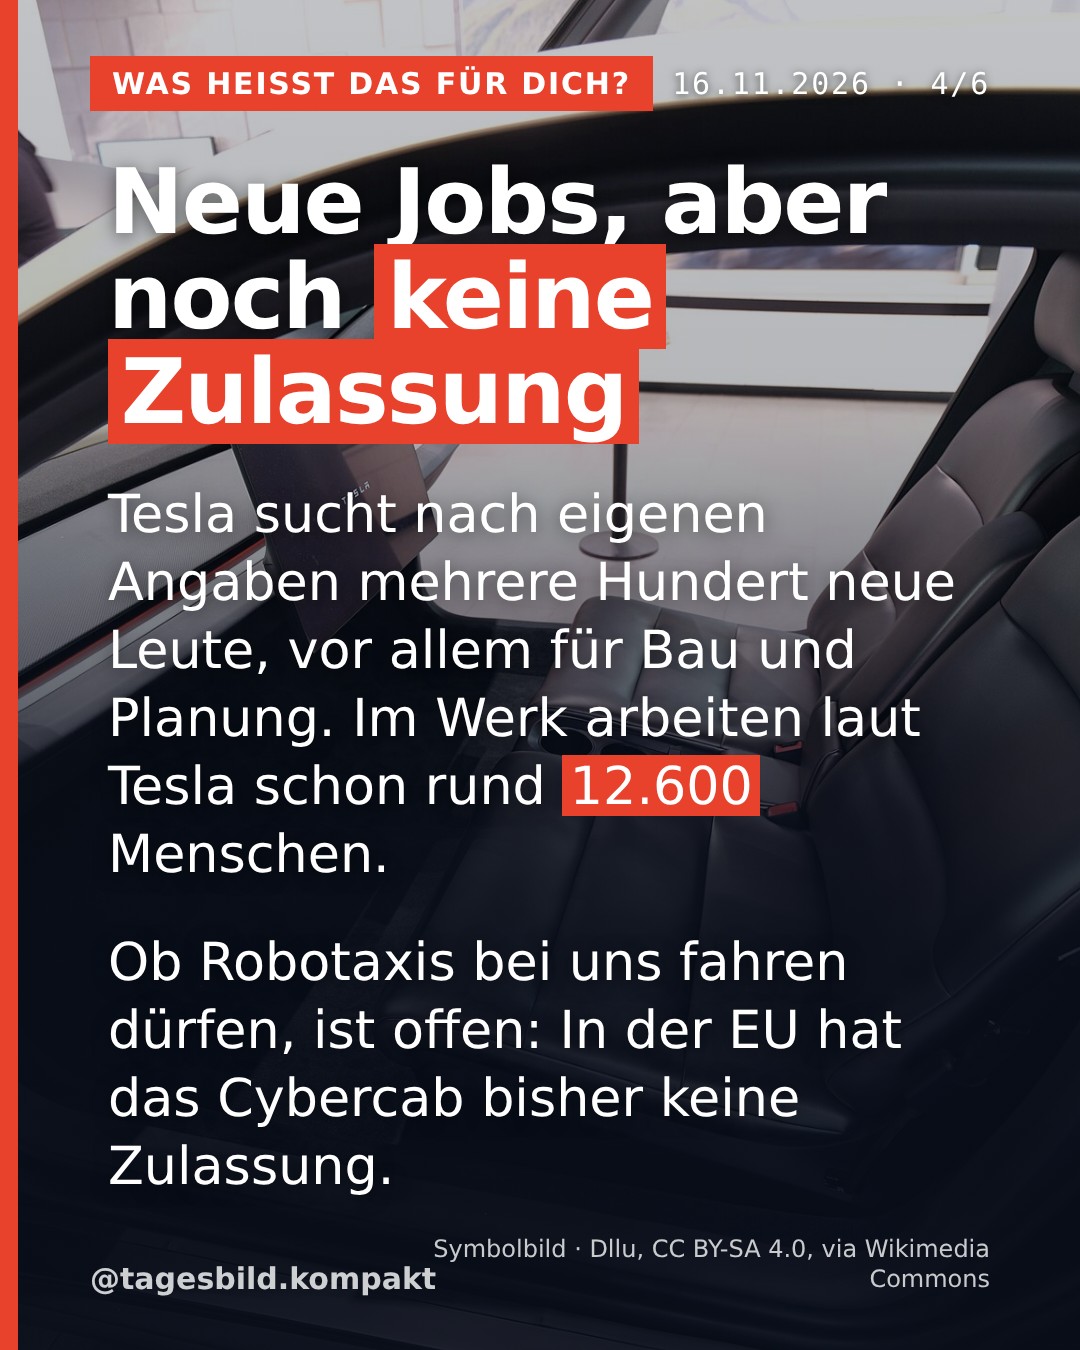 WAS HEISST DAS FÜR DICH?
16.11.2026 · 4/6
Neue Jobs, aber
noch keine
Zulassung
TESLA
Tesla sucht nach eigenen
Angaben mehrere Hundert neue
Leute, vor allem für Bau und
Planung. Im Werk arbeiten laut
Tesla schon rund 12.600
Menschen.
Ob Robotaxis bei uns fahren
dürfen, ist offen: In der EU hat
das Cybercab bisher keine
Zulassung.
Symbolbild · Dllu, CC BY-SA 4.0, via Wikimedia
Commons
@tagesbild.kompakt